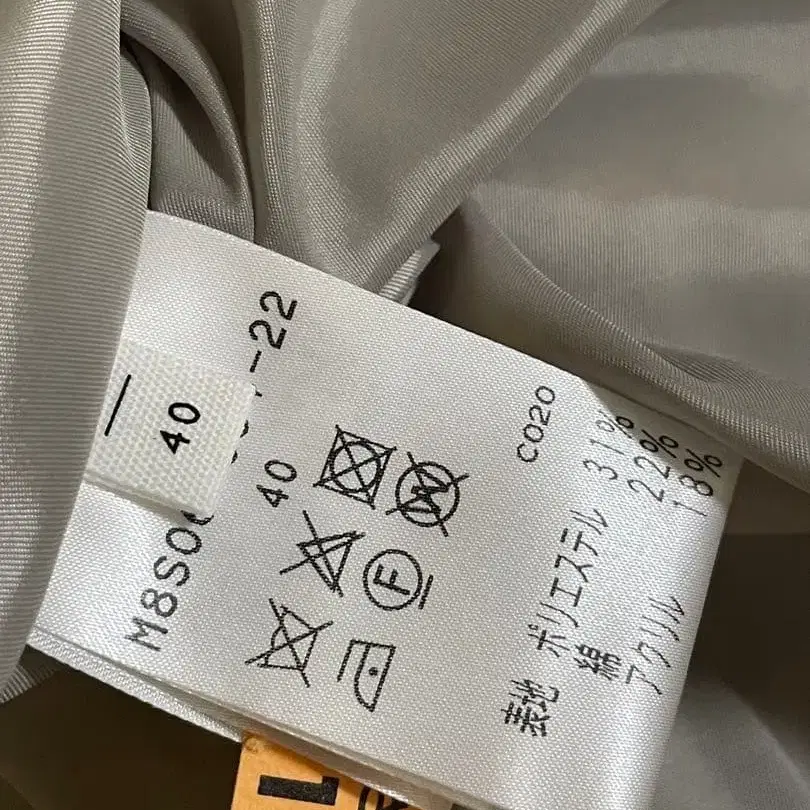 40
M8S0
-22
40
W
F
C020
表地 ポリエステル 31%
綿 22%
アクリル 18%
L